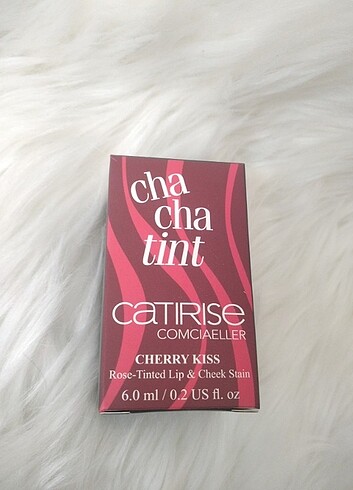 cha
cha
tint
CATIRISE
COMCIAELLER
CHERRY KISS
Rose-Tinted Lip & Cheek Stain
6.0 ml / 0.2 US fl. oz